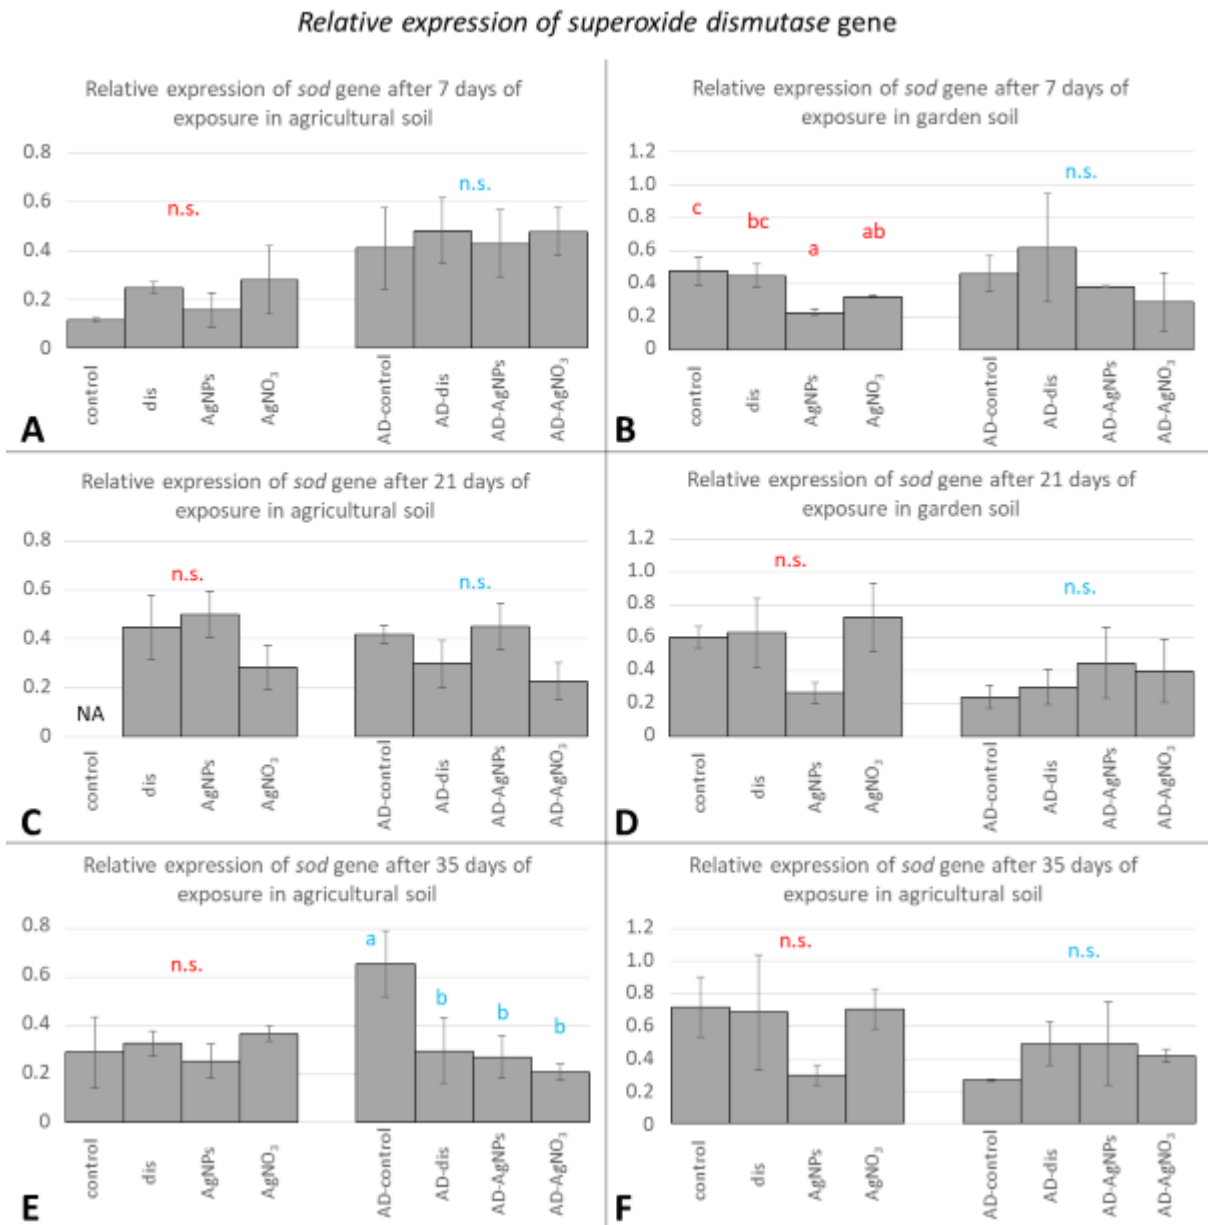 Relative expression of superoxide dismutase gene
Relative expression of sod gene after 7 days of
exposure in agricultural soil
0.8
0.6
0.4
0.2
0
n.s.
n.s.
control
dis
AgNPs
AgNO₃
AD-control
AD-dis
AD-AgNPs
AD-AgNO₃
A
Relative expression of sod gene after 7 days of
exposure in garden soil
1.2
1.0
0.8
0.6
0.4
0.2
0
c
bc
a
ab
n.s.
control
dis
AgNPs
AgNO₃
AD-control
AD-dis
AD-AgNPs
AD-AgNO₃
B
Relative expression of sod gene after 21 days of
exposure in agricultural soil
0.8
0.6
0.4
0.2
0
n.s.
n.s.
NA
control
dis
AgNPs
AgNO₃
AD-control
AD-dis
AD-AgNPs
AD-AgNO₃
C
Relative expression of sod gene after 21 days of
exposure in garden soil
1.2
1.0
0.8
0.6
0.4
0.2
0
n.s.
n.s.
control
dis
AgNPs
AgNO₃
AD-control
AD-dis
AD-AgNPs
AD-AgNO₃
D
Relative expression of sod gene after 35 days of
exposure in agricultural soil
0.8
0.6
0.4
0.2
0
n.s.
a
b
b
b
control
dis
AgNPs
AgNO₃
AD-control
AD-dis
AD-AgNPs
AD-AgNO₃
E
Relative expression of sod gene after 35 days of
exposure in agricultural soil
1.2
1.0
0.8
0.6
0.4
0.2
0
n.s.
n.s.
control
dis
AgNPs
AgNO₃
AD-control
AD-dis
AD-AgNPs
AD-AgNO₃
F